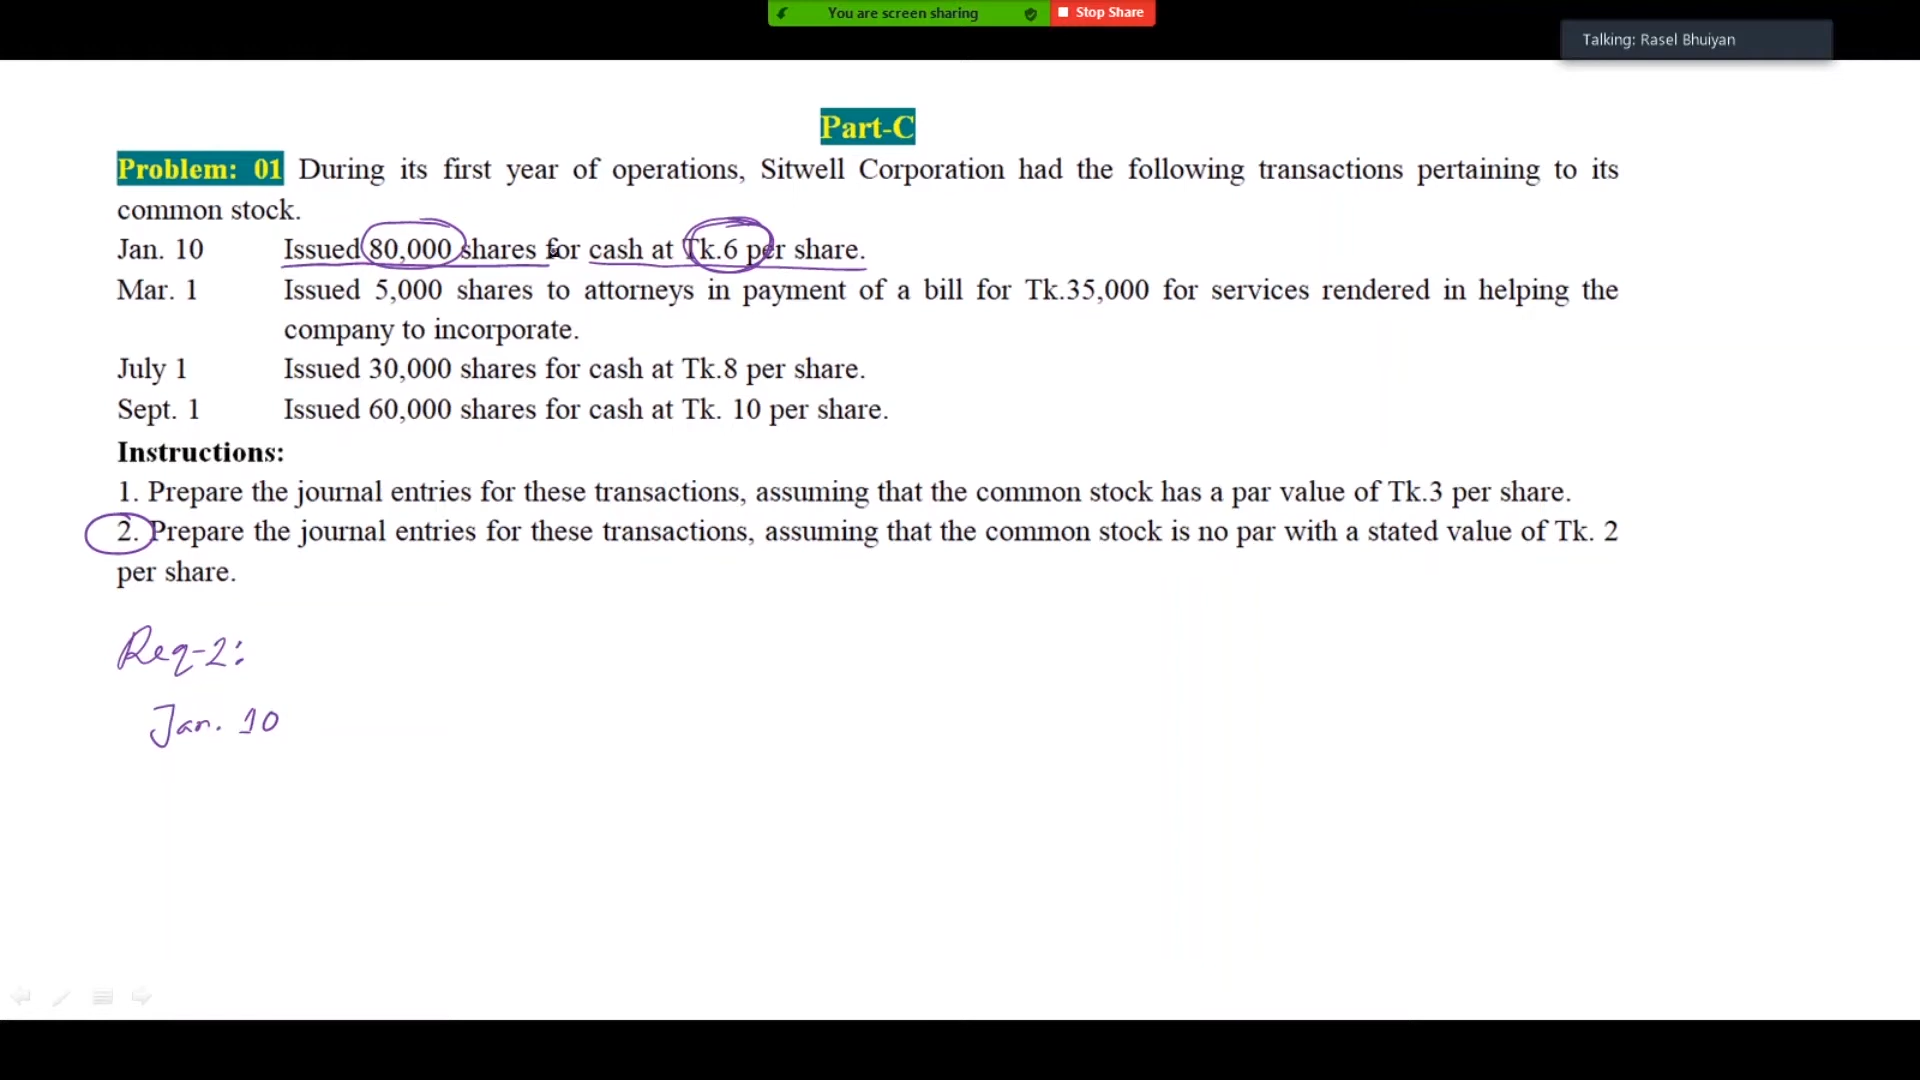 You are screen sharing Stop Share
Talking: Rasel Bhuiyan
Part-C
Problem: 01 During its first year of operations, Sitwell Corporation had the following transactions pertaining to its
common stock.
Jan. 10 Issued 80,000 shares for cash at Tk.6 per share.
Mar. 1 Issued 5,000 shares to attorneys in payment of a bill for Tk.35,000 for services rendered in helping the
company to incorporate.
July 1 Issued 30,000 shares for cash at Tk.8 per share.
Sept. 1 Issued 60,000 shares for cash at Tk. 10 per share.
Instructions:
1. Prepare the journal entries for these transactions, assuming that the common stock has a par value of Tk.3 per share.
2. Prepare the journal entries for these transactions, assuming that the common stock is no par with a stated value of Tk. 2
per share.
Req-2:
Jan. 10